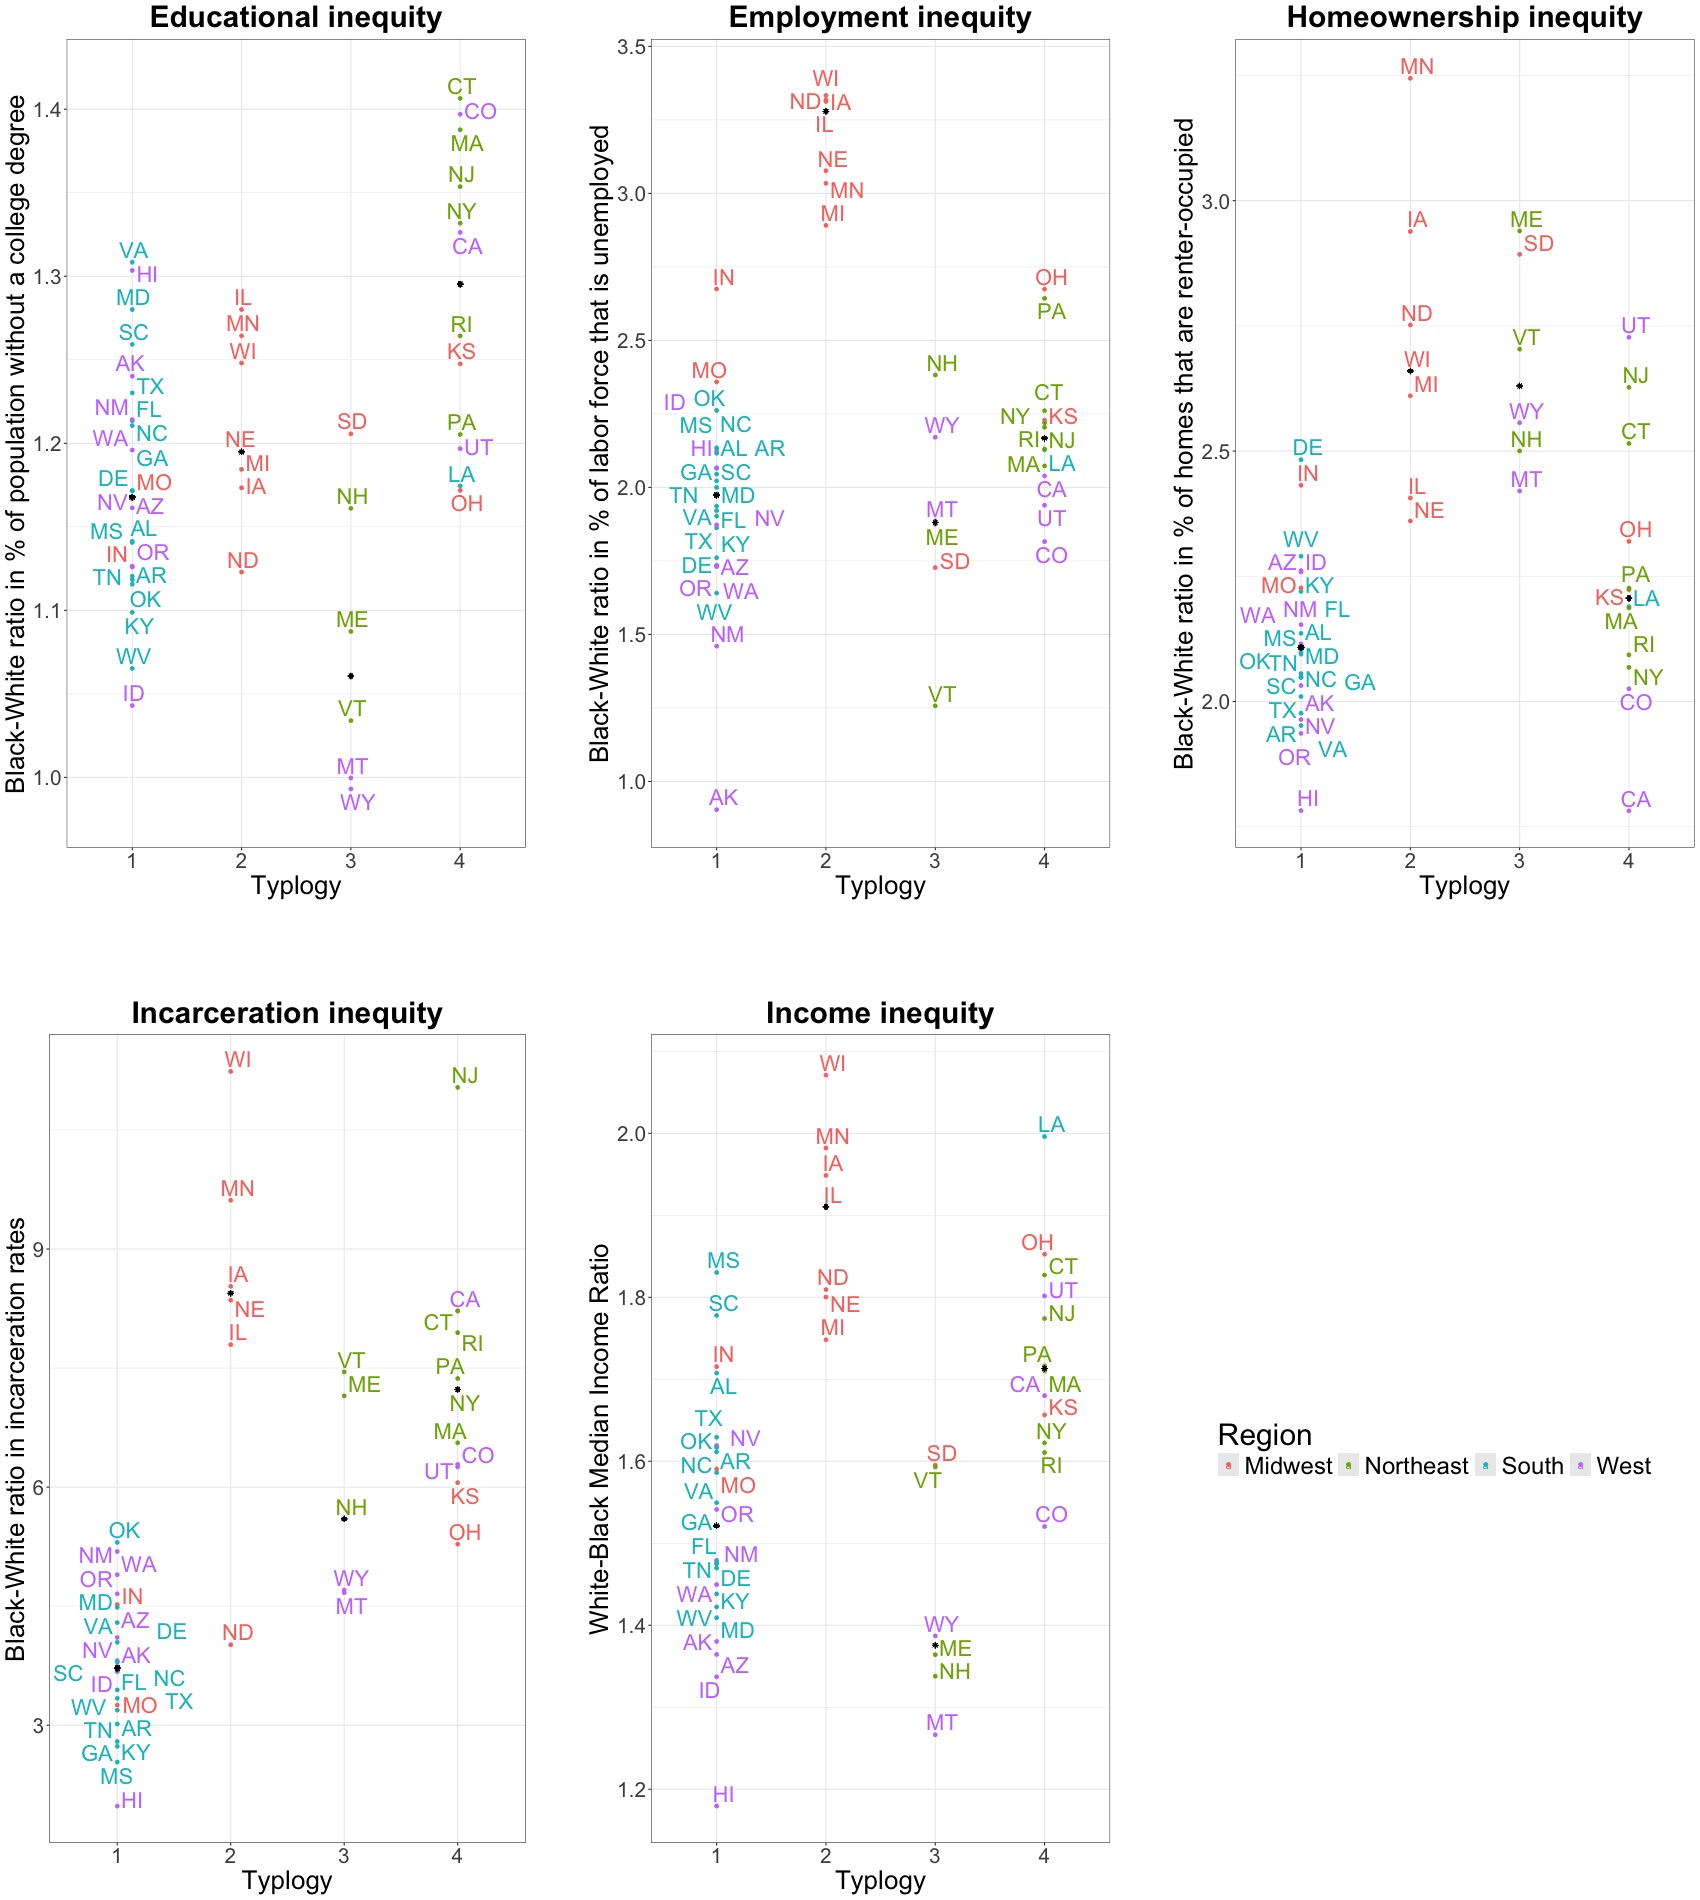 Educational inequity
Black-White ratio in % of population without a college degree
1.4
1.3
1.2
1.1
1.0
VA
HI
MD
SC
AK
TX
NM FL
WA NC
GA
DE MO
NV AZ
MS AL
IN OR
TN AR
OK
KY
WV
ID
IL
MN
WI
NE
MI
IA
ND
SD
NH
ME
VT
MT
WY
CT
CO
MA
NJ
NY
CA
RI
KS
PA
UT
LA
OH
1 2 3 4
Typlogy
Employment inequity
Black-White ratio in % of labor force that is unemployed
3.5
3.0
2.5
2.0
1.5
1.0
IN
MO
ID OK
MS NC
HI AL AR
GA SC
TN MD
VA FL NV
TX KY
DE AZ
OR WA
WV
NM
AK
WI
ND IA
IL
NE
MN
MI
NH
WY
MT
ME
SD
VT
OH
PA
CT
NY KS
RI NJ
MA LA
CA
UT
CO
1 2 3 4
Typlogy
Homeownership inequity
Black-White ratio in % of homes that are renter-occupied
3.0
2.5
2.0
DE
IN
WV
AZ ID
MO KY
WA NM FL
MS AL
OK TN MD
SC NC GA
TX AK
AR NV
OR VA
HI
MN
IA
ND
WI
MI
IL
NE
ME
SD
VT
WY
NH
MT
UT
NJ
CT
OH
PA
KS LA
MA
RI
NY
CO
CA
1 2 3 4
Typlogy
Incarceration inequity
Black-White ratio in incarceration rates
9
6
3
OK
NM WA
OR
MD IN
VA AZ DE
NV AK
SC ID FL NC
WV MO TX
TN AR
GA KY
MS
HI
WI
MN
IA
NE
IL
ND
VT
ME
NH
WY
MT
NJ
CA
CT
RI
PA
NY
MA
CO
UT
KS
OH
1 2 3 4
Typlogy
Income inequity
White-Black Median Income Ratio
2.0
1.8
1.6
1.4
1.2
MS
SC
IN
AL
TX
OK NV
NC AR
MO
VA
OR
GA
FL NM
TN DE
WA KY
WV MD
AK
AZ
ID
HI
WI
MN
IA
IL
ND
NE
MI
SD
VT
WY
ME
NH
MT
LA
OH
CT
UT
NJ
PA
CA MA
KS
NY
RI
CO
1 2 3 4
Typlogy
Region
Midwest Northeast South West